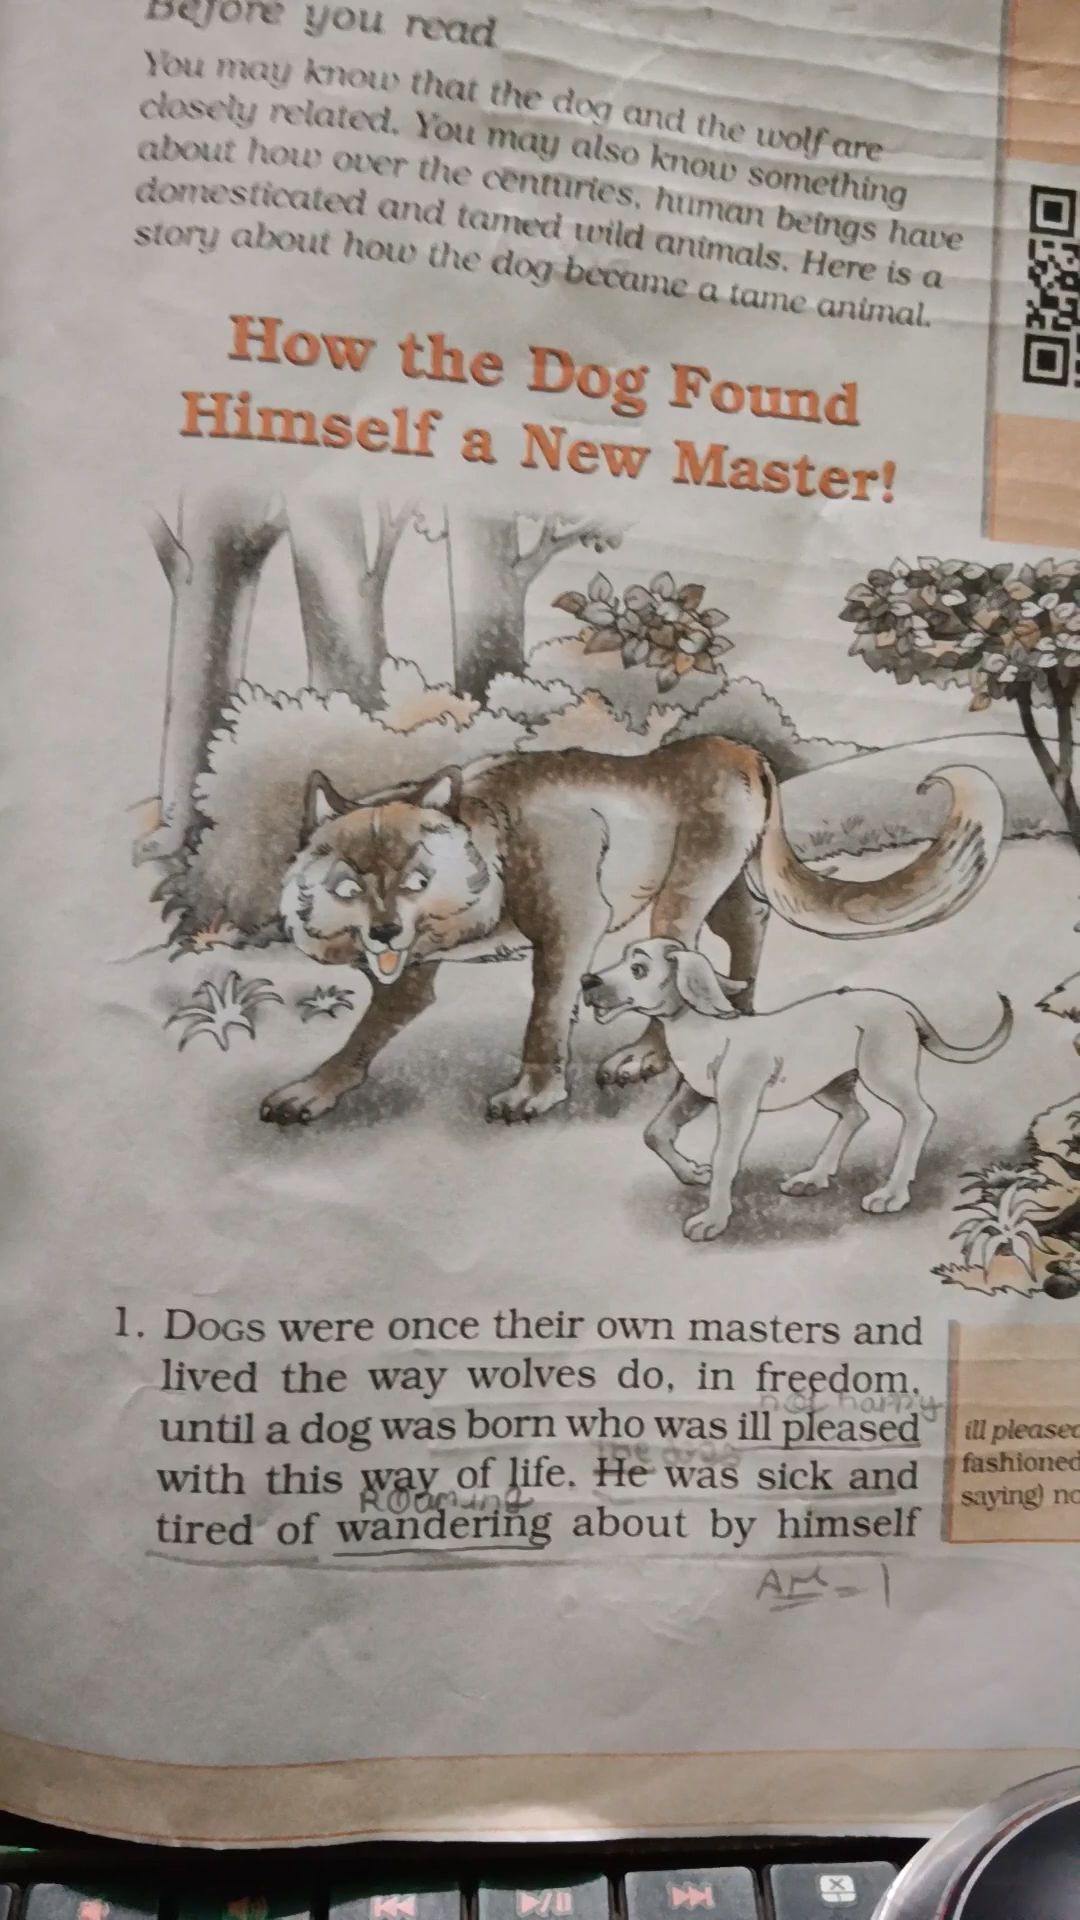 Before you read
You may know that the dog and the wolf are
closely related. You may also know something
about how over the centuries, human beings have
domesticated and tamed wild animals. Here is a
story about how the dog became a tame animal.
How the Dog Found
Himself a New Master!
1. DOGS were once their own masters and
lived the way wolves do, in freedom,
not happy
until a dog was born who was ill pleased
ill pleased
the dog
with this way of life. He was sick and
fashioned
Roaming
saying) no
tired of wandering about by himself
Ans - 1